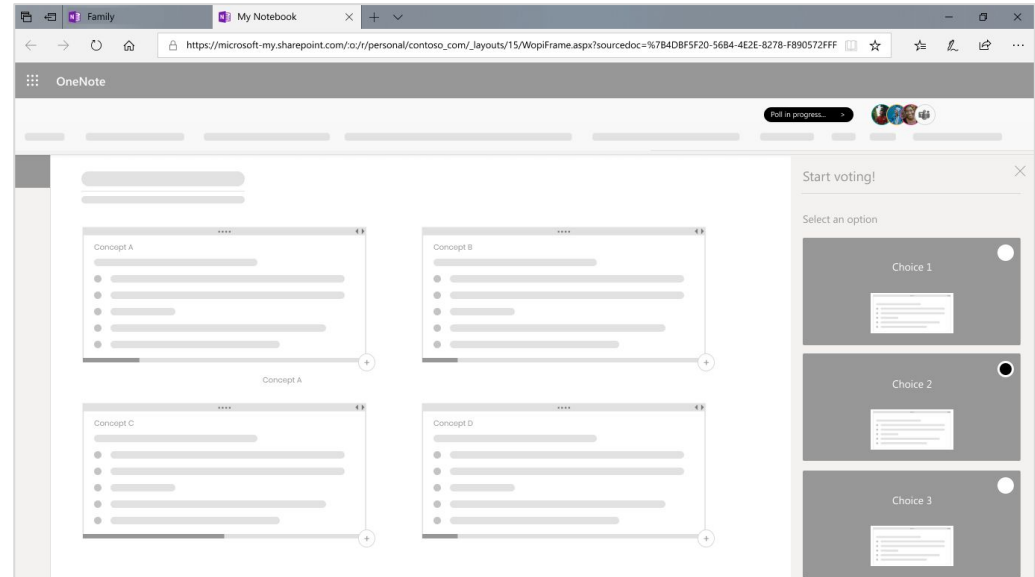 Family
My Notebook
https://microsoft-my.sharepoint.com/:o:/r/personal/contoso_com/_layouts/15/WopiFrame.aspx?sourcedoc=%7B4DBF5F20-56B4-4E2E-8278-F890572FFF
OneNote
Poll in progress... >
Start voting!
Select an option
Concept A
Concept B
Choice 1
Concept A
Choice 2
Concept C
Concept D
Choice 3